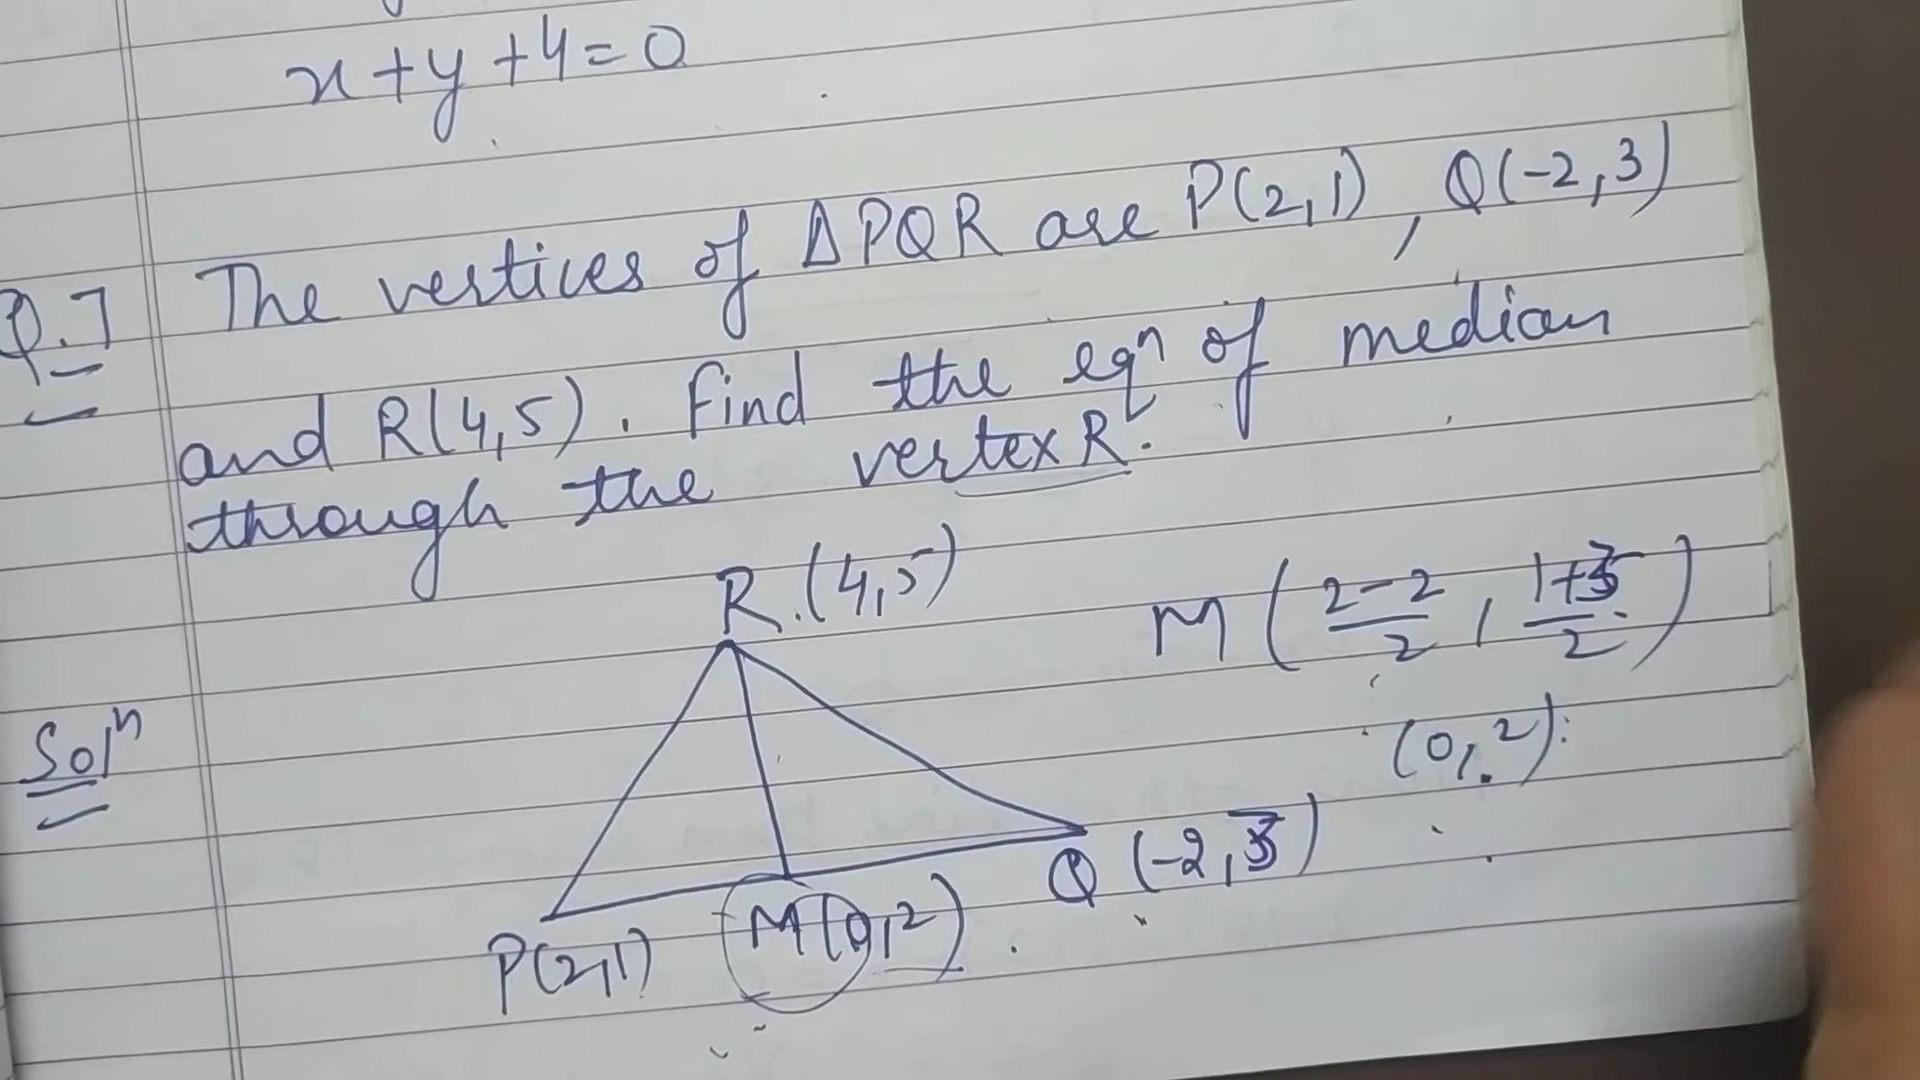 x+y+4=0
Q.7 The vertices of ΔPQR are P(2,1), Q(-2,3)
and R(4,5). Find the eqn of median
through the vertex R.
Soln
R.(4,5)
M(2-2/2, 1+3/2)
(0,2)
Q(-2,3)
P(2,1) M(0,2)